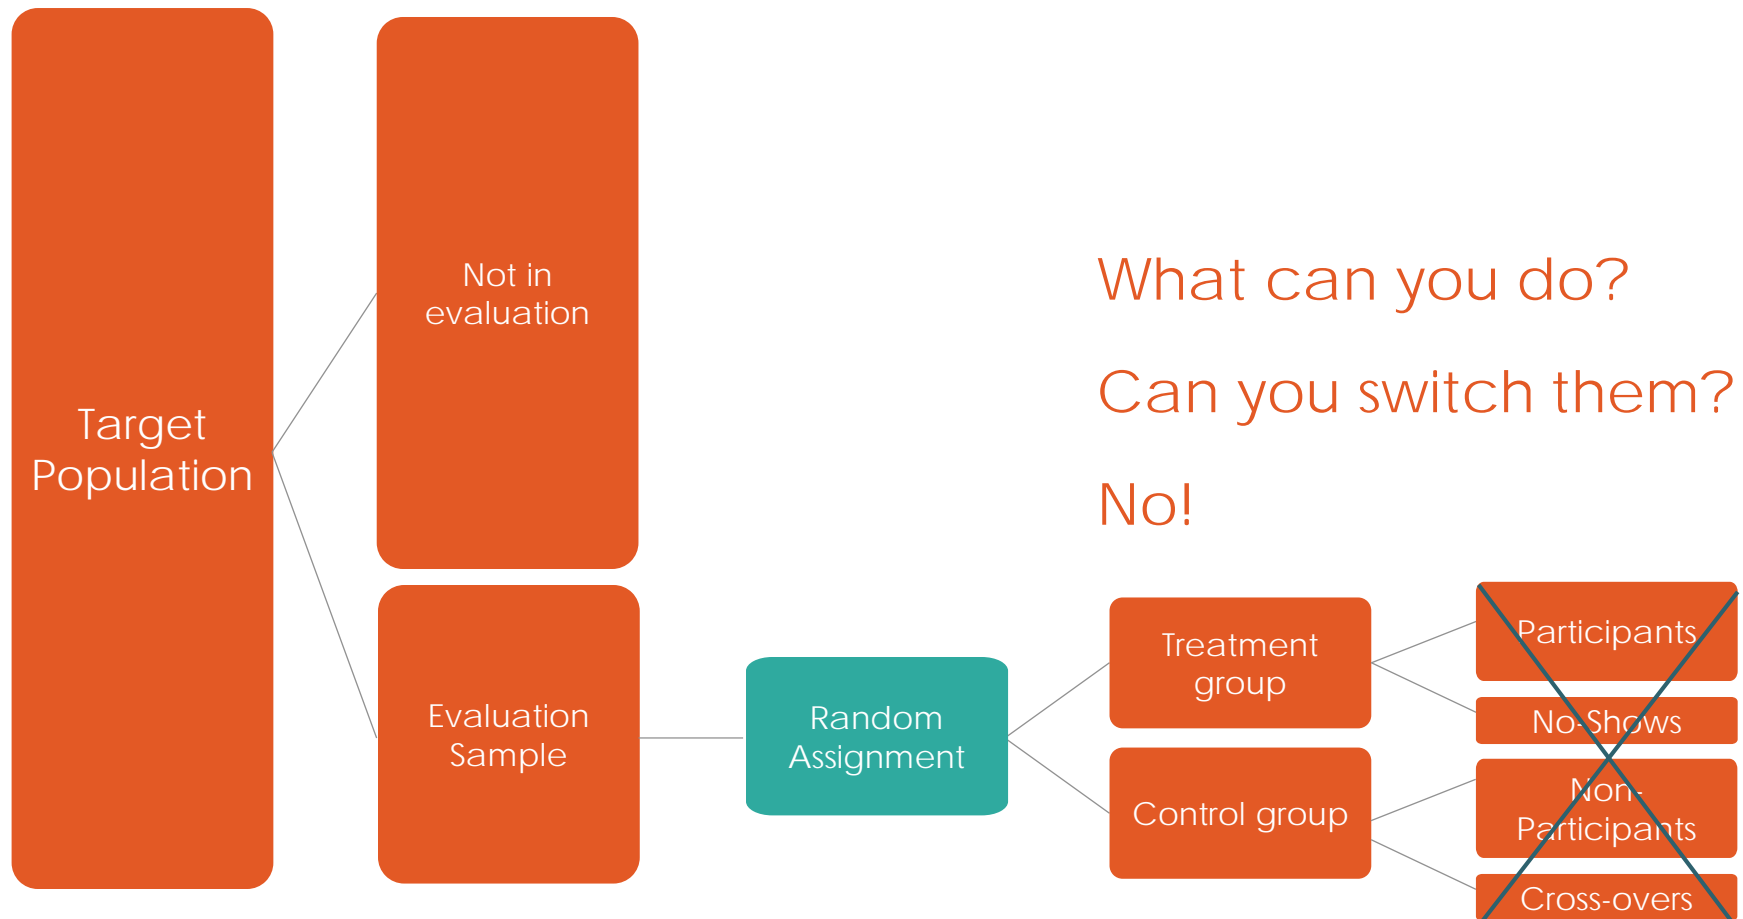 Target
Population
Not in
evaluation
Evaluation
Sample
Random
Assignment
What can you do?
Can you switch them?
No!
Treatment
group
Control group
Participants
No-Shows
Non-
Participants
Cross-overs